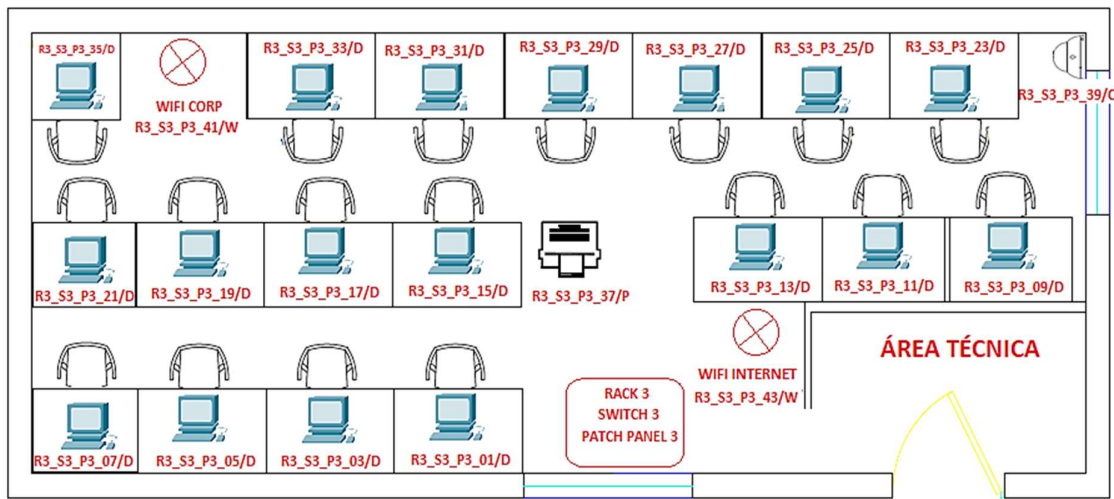 R3_S3_P3_35/D
WIFI CORP
R3_S3_P3_41/W
R3_S3_P3_33/D
R3_S3_P3_31/D
R3_S3_P3_29/D
R3_S3_P3_27/D
R3_S3_P3_25/D
R3_S3_P3_23/D
R3_S3_P3_39/C
R3_S3_P3_21/D
R3_S3_P3_19/D
R3_S3_P3_17/D
R3_S3_P3_15/D
R3_S3_P3_37/P
R3_S3_P3_13/D
R3_S3_P3_11/D
R3_S3_P3_09/D
WIFI INTERNET
R3_S3_P3_43/W
ÁREA TÉCNICA
RACK 3
SWITCH 3
PATCH PANEL 3
R3_S3_P3_07/D
R3_S3_P3_05/D
R3_S3_P3_03/D
R3_S3_P3_01/D